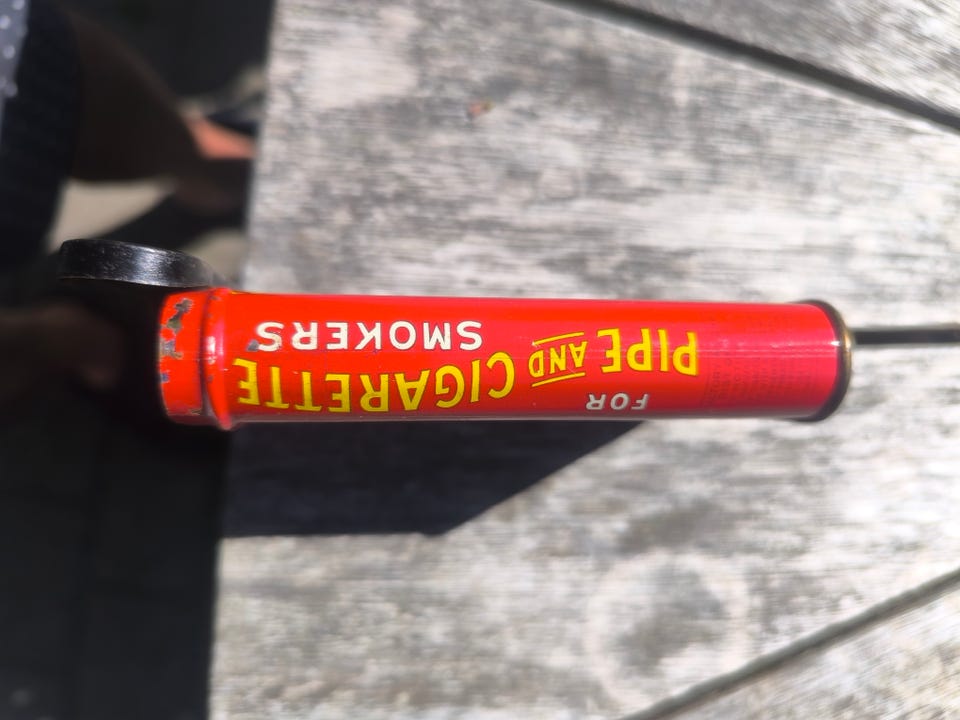 FOR
PIPE AND CIGARETTE
SMOKERS